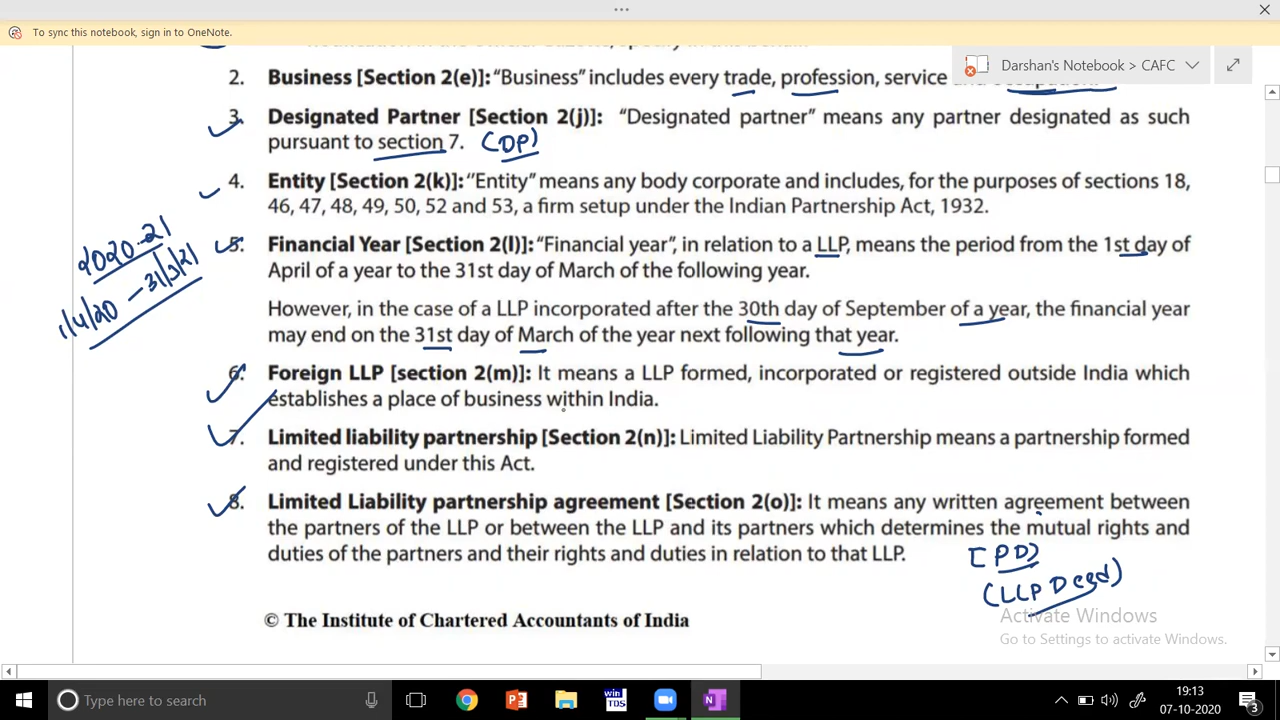 To sync this notebook, sign in to OneNote.
Darshan's Notebook > CAFC
2. Business [Section 2(e)]: "Business" includes every trade, profession, service and occupation.
3. Designated Partner [Section 2(j]: "Designated partner" means any partner designated as such
pursuant to section 7. (DP)
4. Entity [Section 2(k]: "Entity" means any body corporate and includes, for the purposes of sections 18,
46, 47, 48, 49, 50, 52 and 53, a firm setup under the Indian Partnership Act, 1932.
2020-21
1/4/20 - 31/3/21
5. Financial Year [Section 2(l)]: "Financial year", in relation to a LLP, means the period from the 1st day of
April of a year to the 31st day of March of the following year.
However, in the case of a LLP incorporated after the 30th day of September of a year, the financial year
may end on the 31st day of March of the year next following that year.
6. Foreign LLP [section 2(m)]: It means a LLP formed, incorporated or registered outside India which
establishes a place of business within India.
7. Limited liability partnership [Section 2(n)]: Limited Liability Partnership means a partnership formed
and registered under this Act.
8. Limited Liability partnership agreement [Section 2(o)]: It means any written agreement between
the partners of the LLP or between the LLP and its partners which determines the mutual rights and
duties of the partners and their rights and duties in relation to that LLP.
[PD)
(LLP Deed)
© The Institute of Chartered Accountants of India
Activate Windows
Go to Settings to activate Windows.
Type here to search
win
TDS
19:13
07-10-2020
3